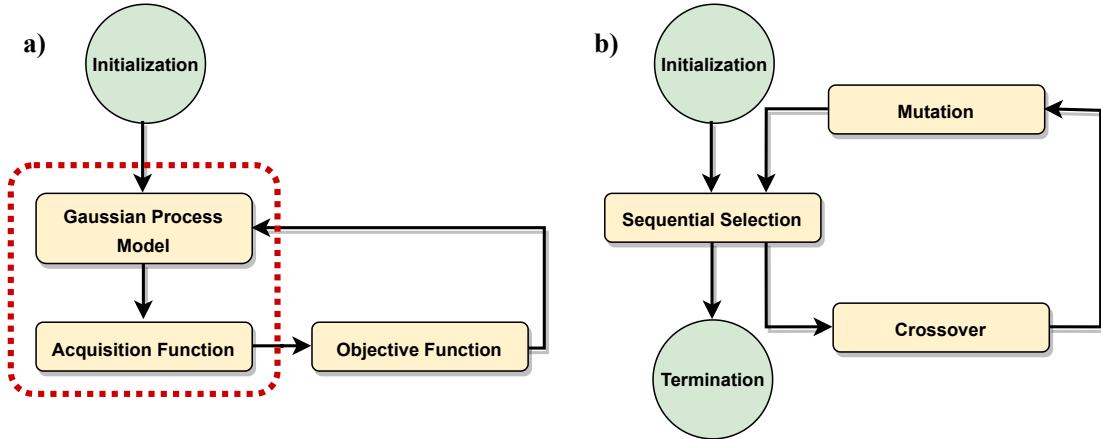 a)
Initialization
Gaussian Process
Model
Acquisition Function
Objective Function
b)
Initialization
Mutation
Sequential Selection
Crossover
Termination